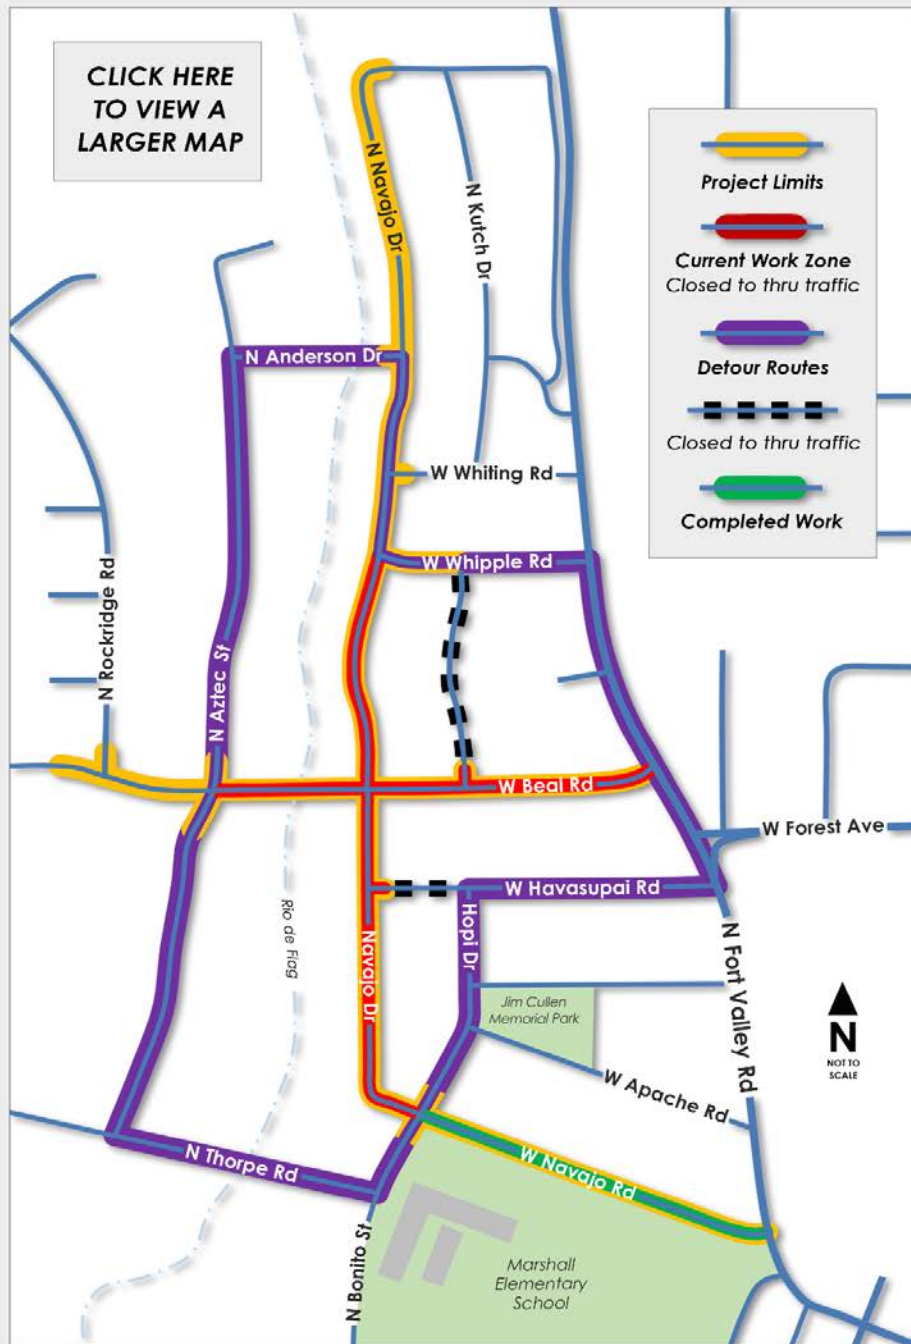 CLICK HERE
TO VIEW A
LARGER MAP
Project Limits
Current Work Zone
Closed to thru traffic
Detour Routes
Closed to thru traffic
Completed Work
N Navajo Dr
N Kutch Dr
N Anderson Dr
W Whiting Rd
W Whipple Rd
N Rockridge Rd
N Aztec St
W Beal Rd
W Forest Ave
W Havasupai Rd
Hopi Dr
Rio de Flag
Navajo Dr
N Fort Valley Rd
Jim Cullen
Memorial Park
N
NOT TO
SCALE
W Apache Rd
N Thorpe Rd
W Navajo Rd
N Bonito St
Marshall
Elementary
School